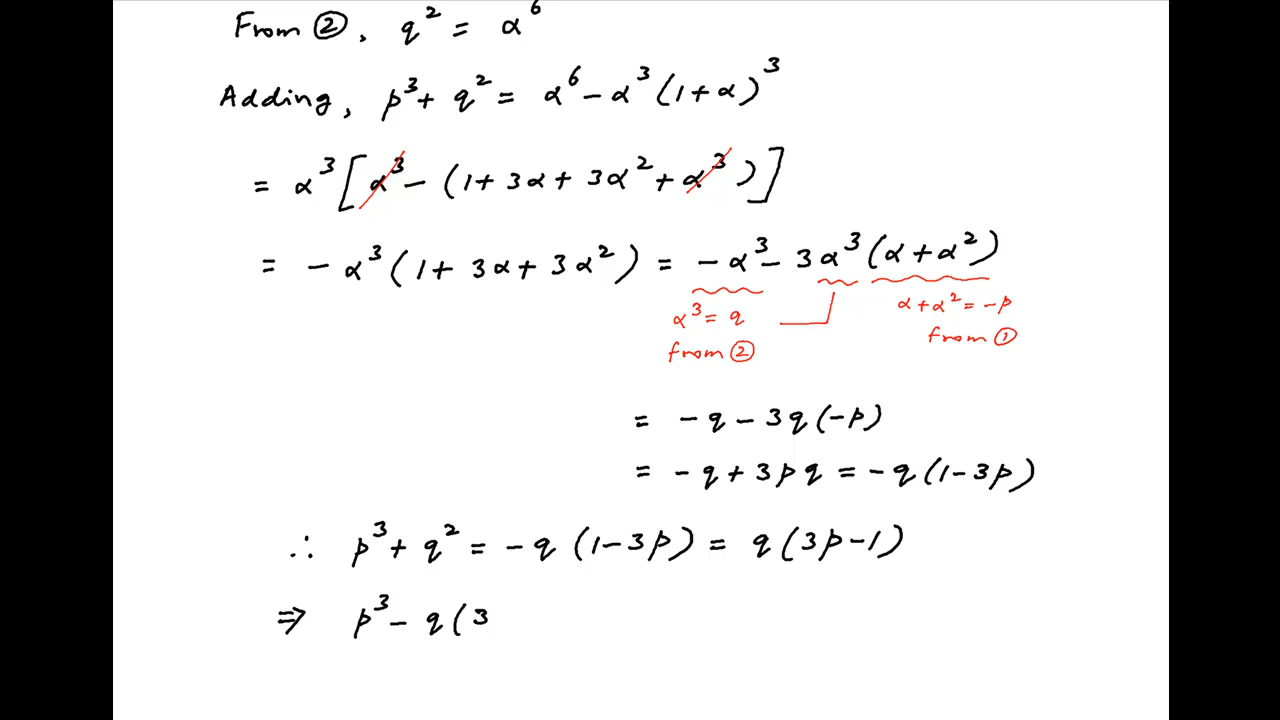 From ②, q² = α⁶
Adding, p³ + q² = α⁶ − α³ (1 + α)³
= α³ [α³ − (1 + 3α + 3α² + α³)]
= − α³ (1 + 3α + 3α²) = − α³ − 3α³ (α + α²)
α³ = q α + α² = −p
from ② from ①
= − q − 3q (−p)
= − q + 3pq = − q (1 − 3p)
∴ p³ + q² = − q (1 − 3p) = q (3p − 1)
⇒ p³ − q (3